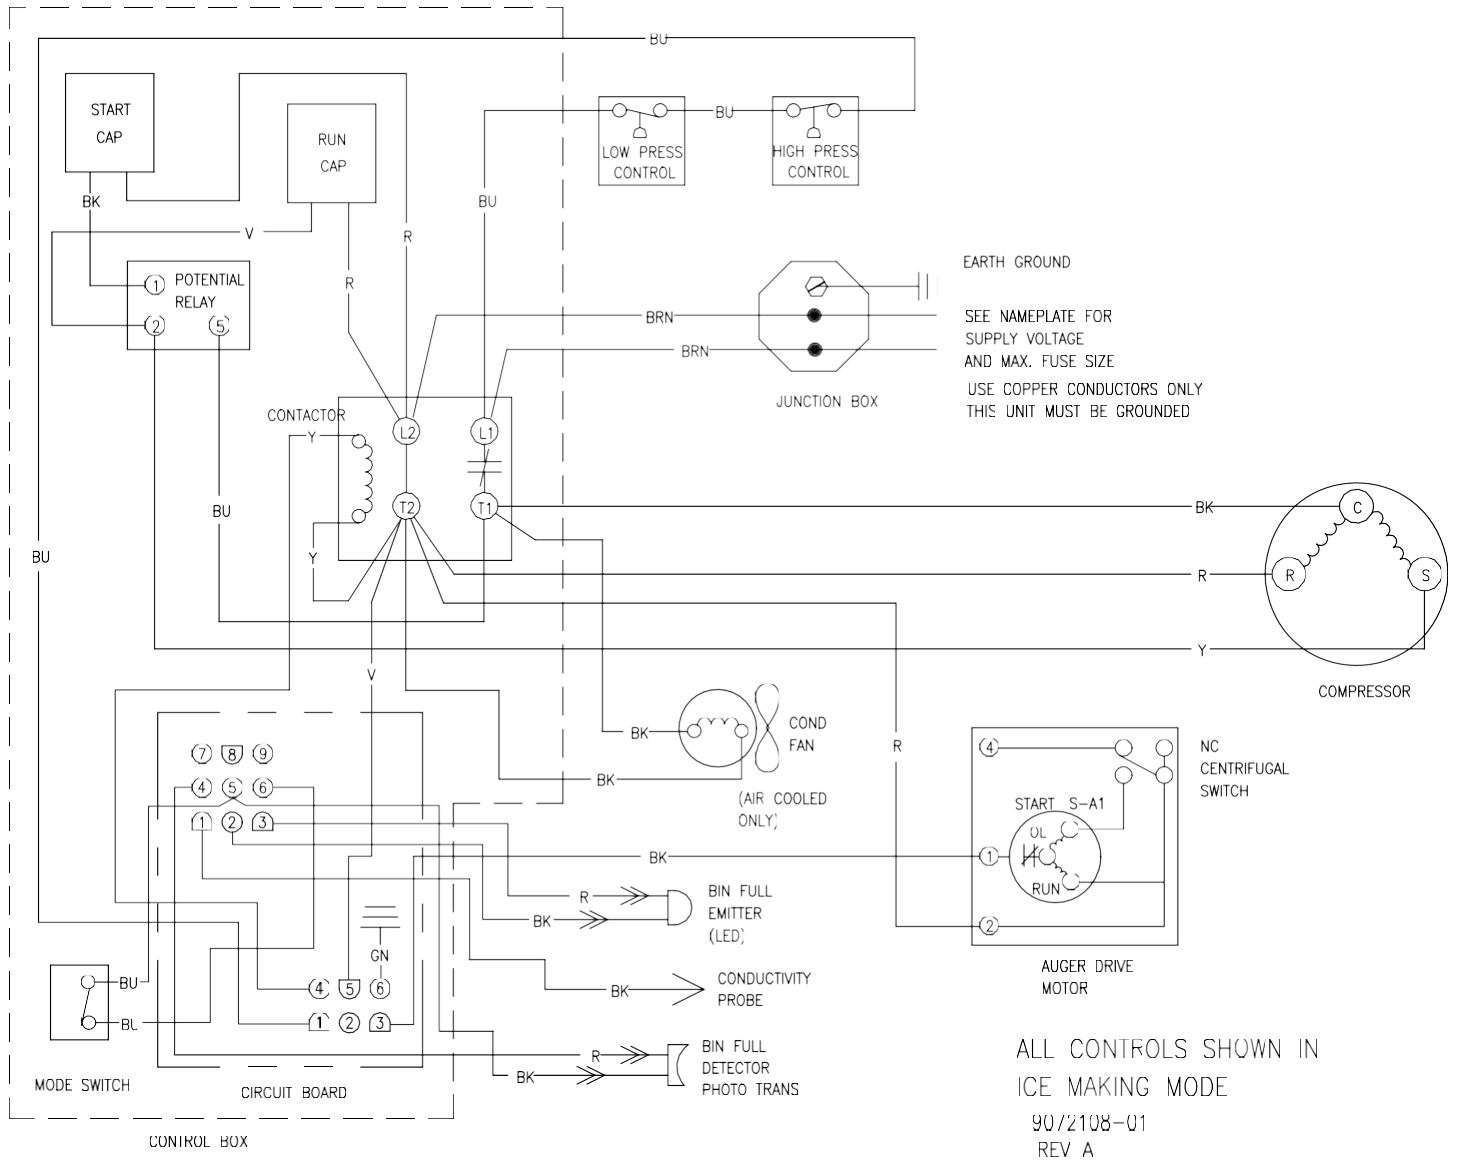 BU
START
CAP
RUN
CAP
BU
LOW PRESS
CONTROL
HIGH PRESS
CONTROL
BK
BU
V
R
R
EARTH GROUND
1
POTENTIAL
RELAY
2
5
BRN
BRN
SEE NAMEPLATE FOR
SUPPLY VOLTAGE
AND MAX. FUSE SIZE
USE COPPER CONDUCTORS ONLY
THIS UNIT MUST BE GROUNDED
JUNCTION BOX
CONTACTOR
Y
L2
L1
T2
T1
BU
BU
Y
BK
C
R
R
S
Y
COMPRESSOR
V
BK
COND
FAN
BK
(AIR COOLED
ONLY)
R
4
NC
CENTRIFUGAL
SWITCH
START
S-A1
OL
1
RUN
2
AUGER DRIVE
MOTOR
7
8
9
4
5
6
1
2
3
BK
R
BK
BIN FULL
EMITTER
(LED)
GN
BU
BU
4
5
6
1
2
3
BK
CONDUCTIVITY
PROBE
R
BK
BIN FULL
DETECTOR
PHOTO TRANS
MODE SWITCH
CIRCUIT BOARD
CONTROL BOX
ALL CONTROLS SHOWN IN
ICE MAKING MODE
9072108-01
REV A